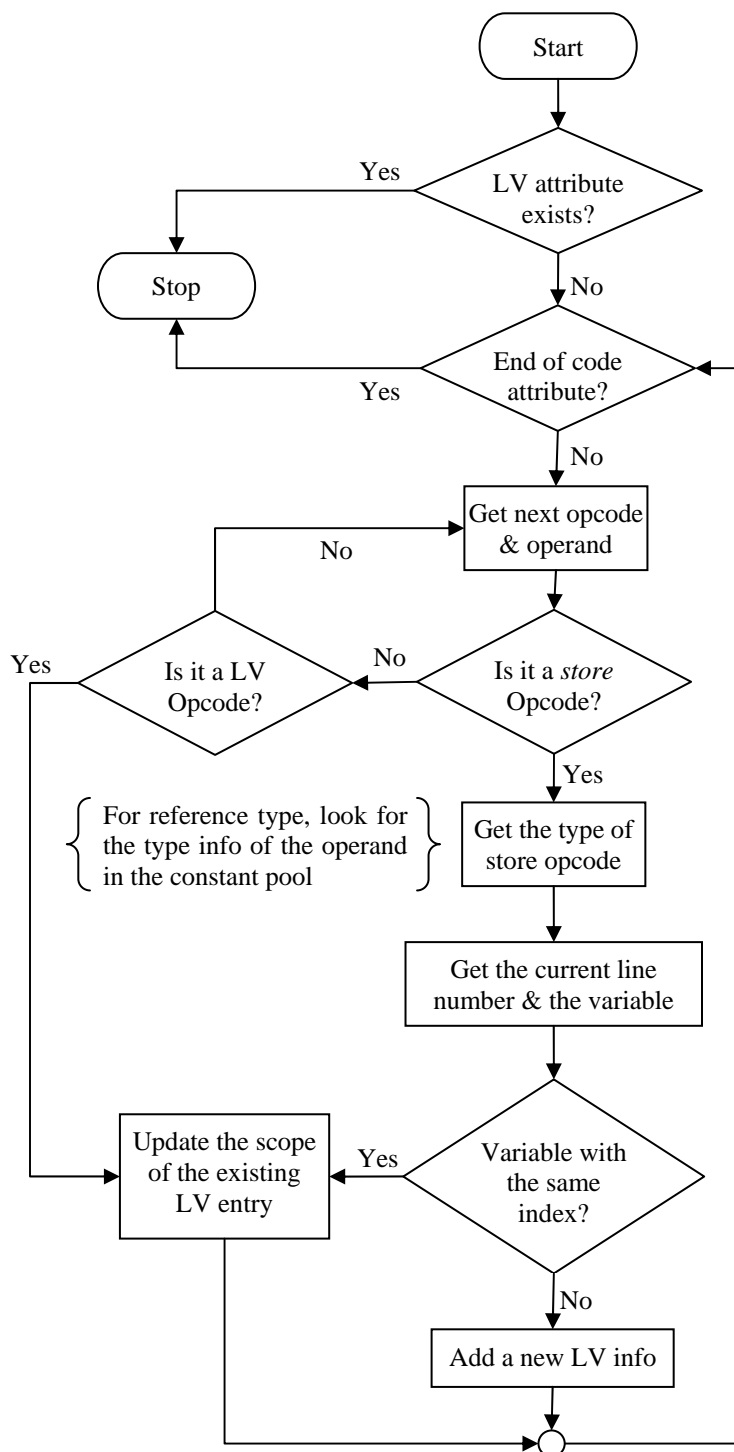 Start
Yes
LV attribute
exists?
Stop
No
End of code
attribute?
Yes
No
Get next opcode
& operand
No
Yes
Is it a LV
Opcode?
No
Is it a store
Opcode?
Yes
For reference type, look for
the type info of the operand
in the constant pool
Get the type of
store opcode
Get the current line
number & the variable
Update the scope
of the existing
LV entry
Yes
Variable with
the same
index?
No
Add a new LV info